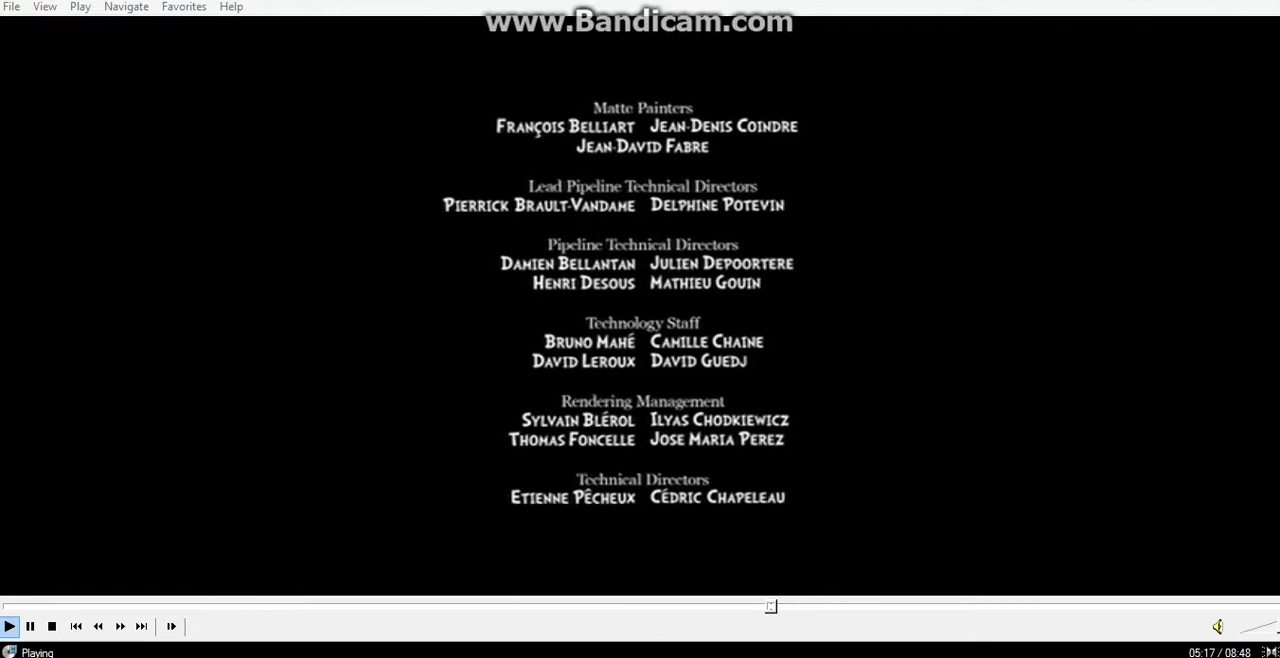 File View Play Navigate Favorites Help
www.Bandicam.com
Matte Painters
François Belliart Jean-Denis Coindre
Jean-David Fabre
Lead Pipeline Technical Directors
Pierrick Brault-Vandame Delphine Potevin
Pipeline Technical Directors
Damien Bellantan Julien Depoortere
Henri Desous Mathieu Gouin
Technology Staff
Bruno Mahé Camille Chaine
David Leroux David Guedj
Rendering Management
Sylvain Blérol Ilyas Chodkiewicz
Thomas Foncelle Jose Maria Perez
Technical Directors
Etienne Pêcheux Cédric Chapeleau
Playing 05:17 / 08:48